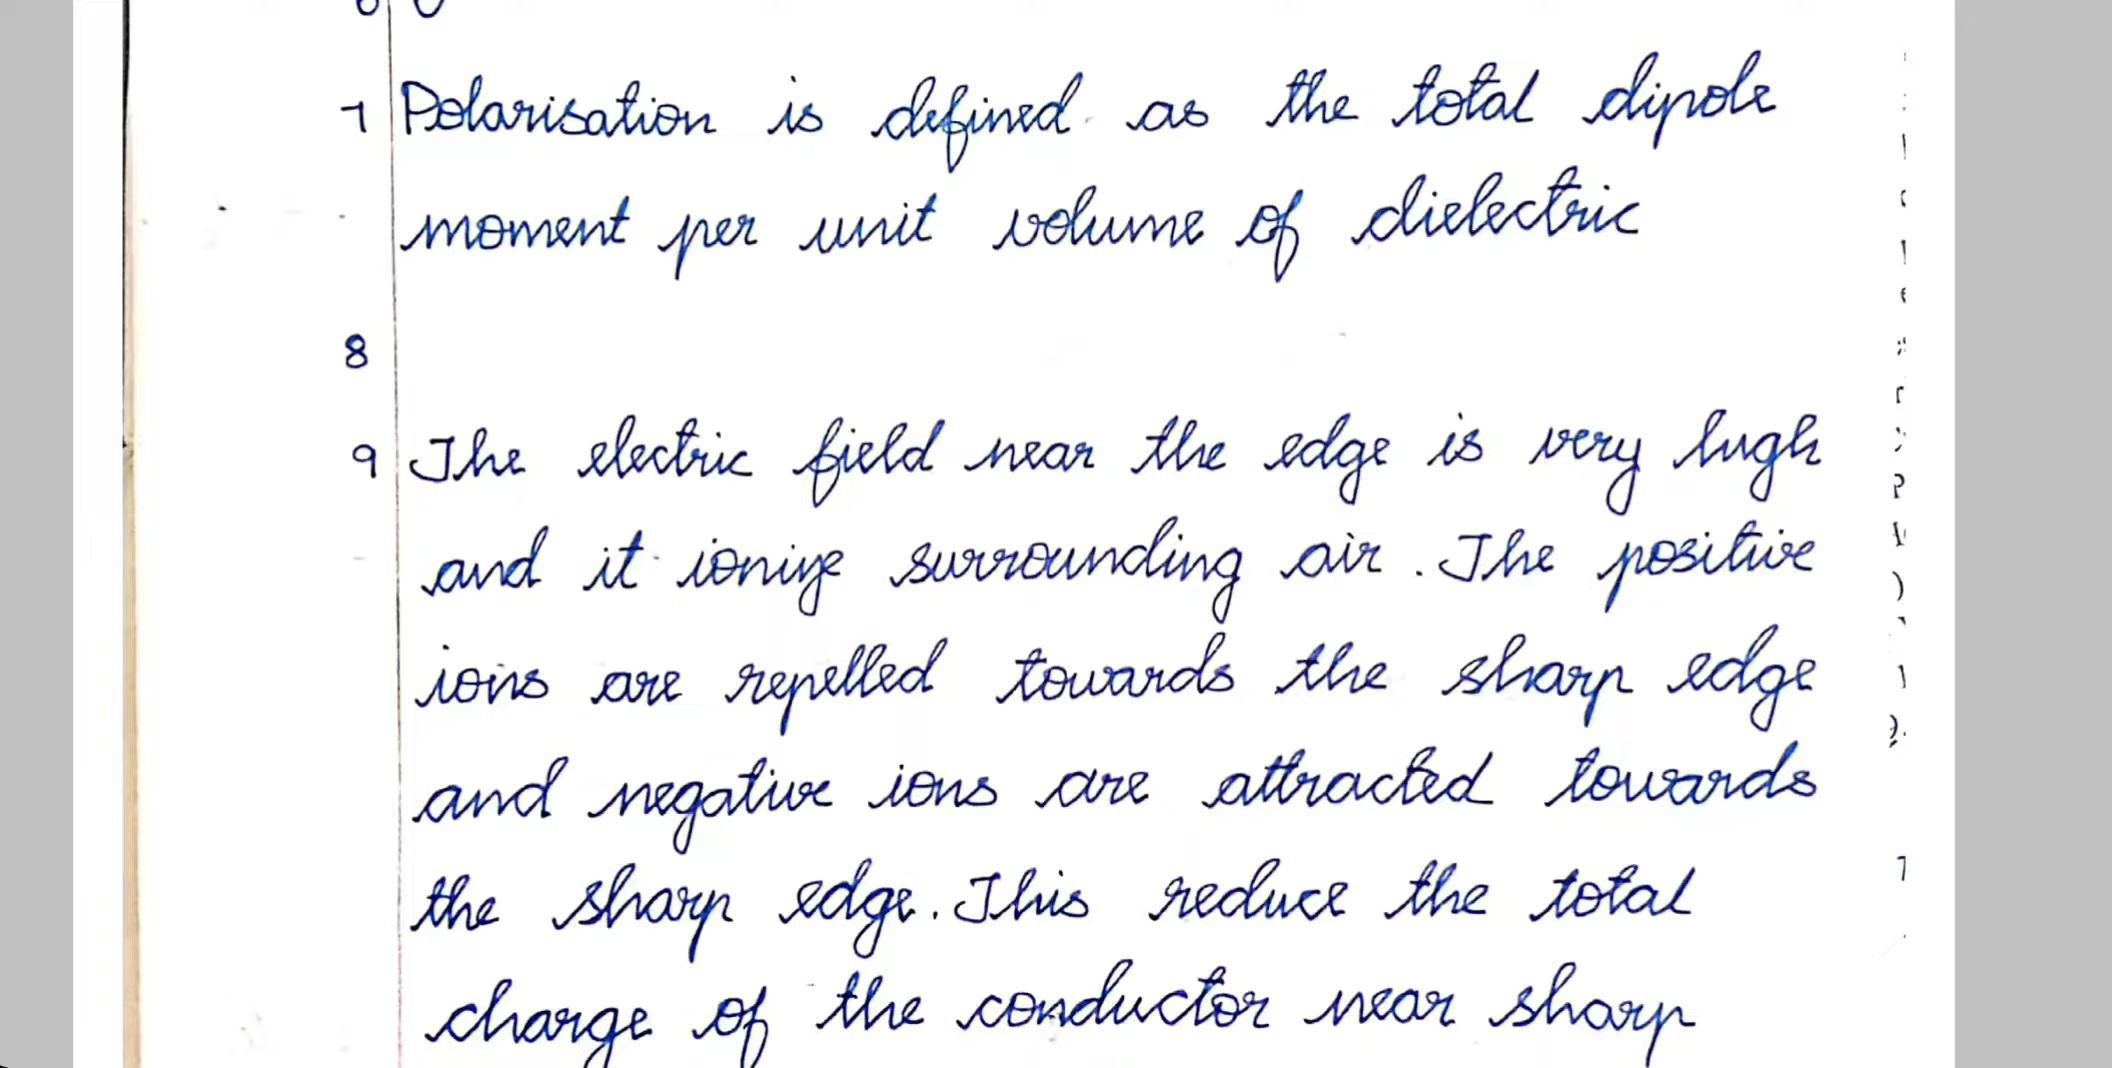 7 Polarisation is defined as the total dipole
moment per unit volume of dielectric
8
9 The electric field near the edge is very high
and it ionize surrounding air. The positive
ions are repelled towards the sharp edge
and negative ions are attracted towards
the sharp edge. This reduce the total
charge of the conductor near sharp